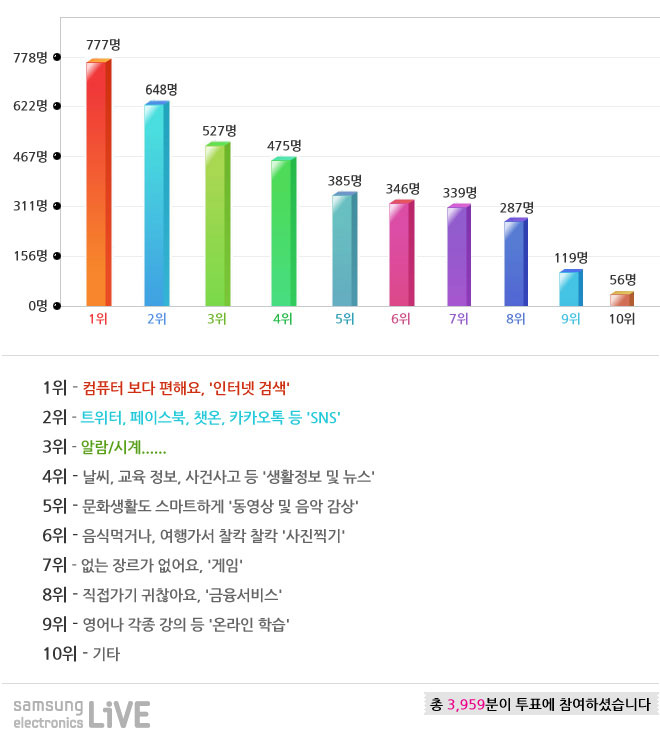 777명
778명
648명
622명
527명
475명
467명
385명
346명
339명
311명
287명
156명
119명
56명
0명
1위 2위 3위 4위 5위 6위 7위 8위 9위 10위
1위 - 컴퓨터 보다 편해요, '인터넷 검색'
2위 - 트위터, 페이스북, 챗온, 카카오톡 등 'SNS'
3위 - 알람/시계......
4위 - 날씨, 교육 정보, 사건사고 등 '생활정보 및 뉴스'
5위 - 문화생활도 스마트하게 '동영상 및 음악 감상'
6위 - 음식먹거나, 여행가서 찰칵 찰칵 '사진찍기'
7위 - 없는 장르가 없어요, '게임'
8위 - 직접가기 귀찮아요, '금융서비스'
9위 - 영어나 각종 강의 등 '온라인 학습'
10위 - 기타
samsung
electronics LiVE
총 3,959분이 투표에 참여하셨습니다